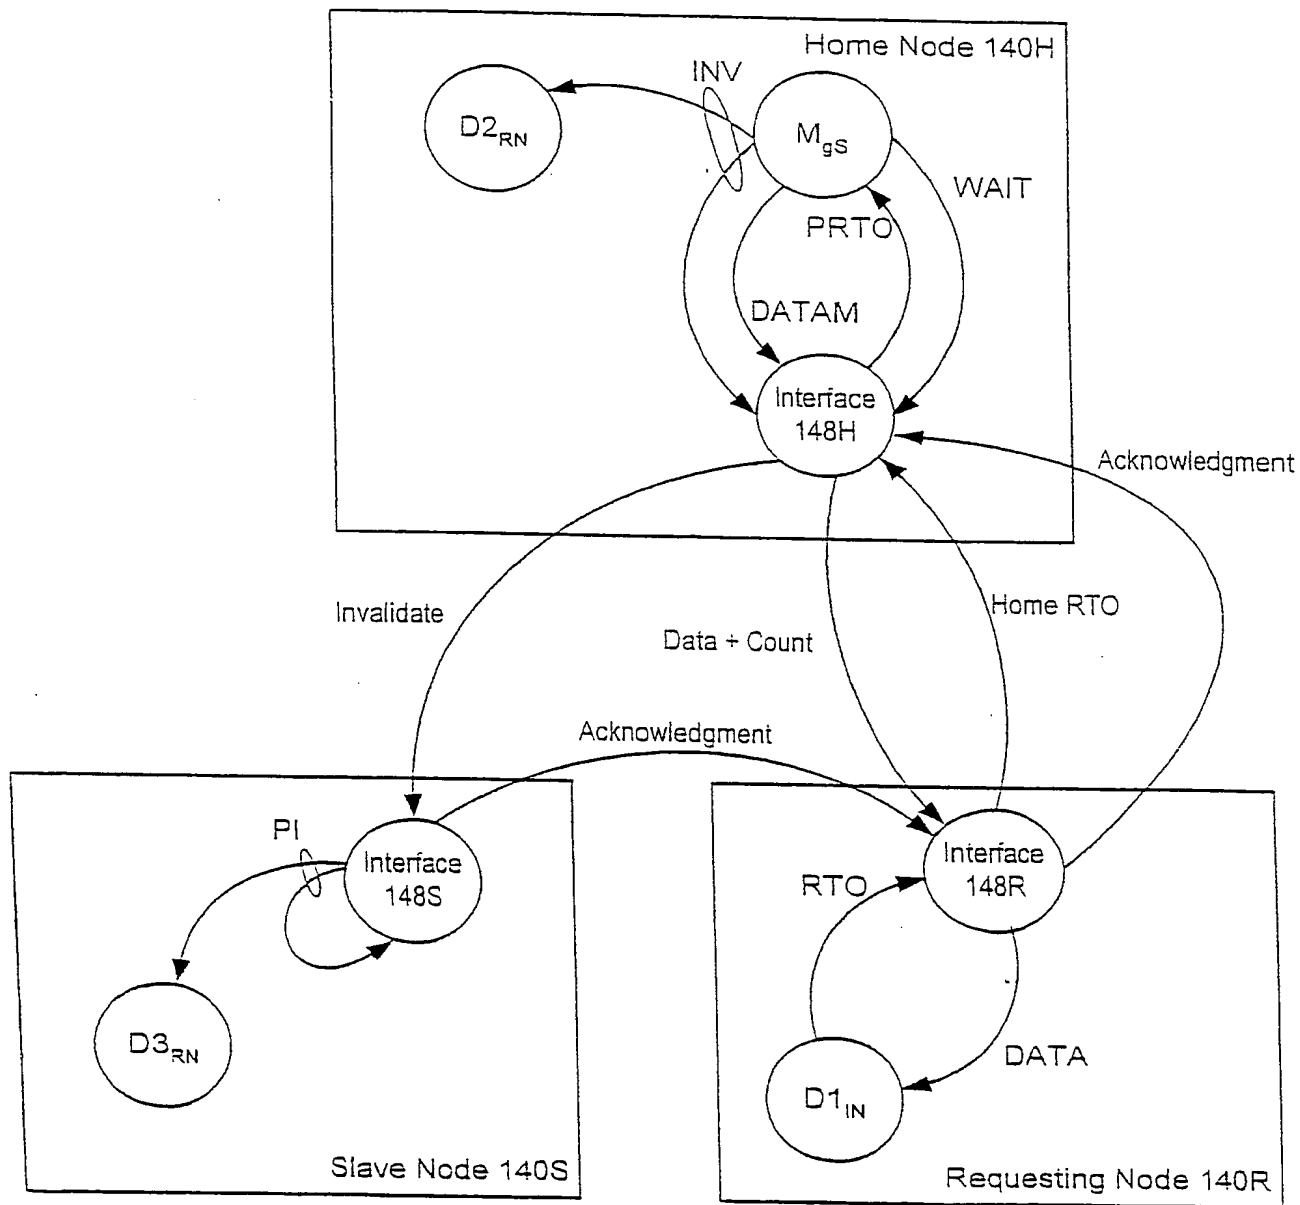 Home Node 140H
INV
D2RN
MgS
WAIT
PRTO
DATAM
Interface
148H
Acknowledgment
Invalidate
Home RTO
Data + Count
Acknowledgment
PI
Interface
148S
Interface
148R
RTO
D3RN
DATA
D1IN
Slave Node 140S
Requesting Node 140R